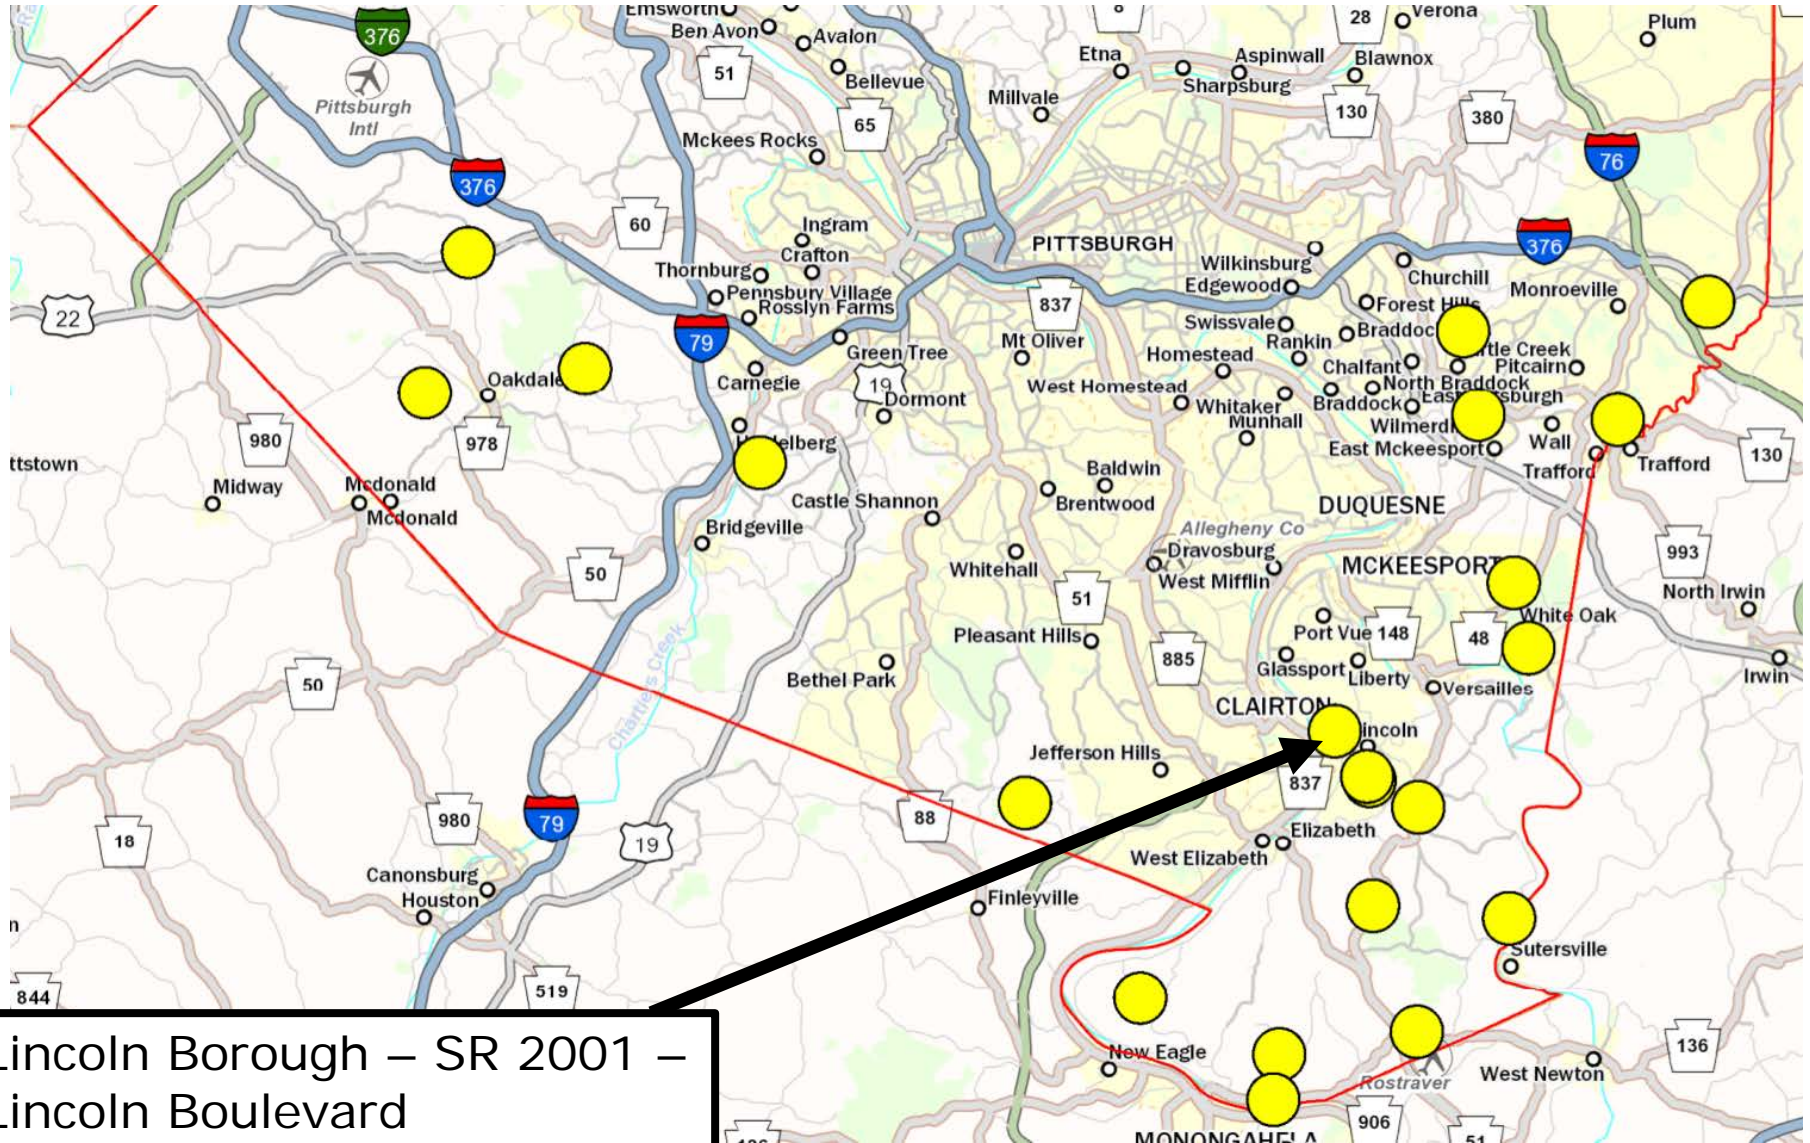 Emsworth
8
28
Verona
Plum
376
Ben Avon
Avalon
Etna
Aspinwall
Blawnox
51
Bellevue
Sharpsburg
Pittsburgh
Intl
Millvale
65
130
380
Mckees Rocks
76
376
60
Ingram
Crafton
PITTSBURGH
376
Thornburg
Wilkinsburg
Churchill
Pennsbury Village
Edgewood
Monroeville
22
Rosslyn Farms
837
Forest Hills
79
Swissvale
Mt Oliver
Rankin
Green Tree
Homestead
Chalfant
Pitcairn
Oakdale
Carnegie
19
West Homestead
North Braddock
Dormont
Whitaker
Braddock
Munhall
980
978
East Mckeesport
Wall
130
ttstown
Baldwin
Trafford
Trafford
Midway
Mcdonald
Castle Shannon
Brentwood
Mcdonald
DUQUESNE
Bridgeville
Allegheny Co
Dravosburg
993
50
Whitehall
West Mifflin
MCKEESPORT
51
North Irwin
White Oak
Pleasant Hills
Port Vue
148
48
885
Glassport
Liberty
Irwin
50
Bethel Park
Versailles
Chartiers Creek
CLAIRTON
incoln
Jefferson Hills
837
18
980
79
88
19
Elizabeth
West Elizabeth
Canonsburg
Houston
Finleyville
n
Sutersville
844
519
136
New Eagle
West Newton
Rostraver
906
51
MONONGAHELA
Lincoln Borough – SR 2001 –
Lincoln Boulevard